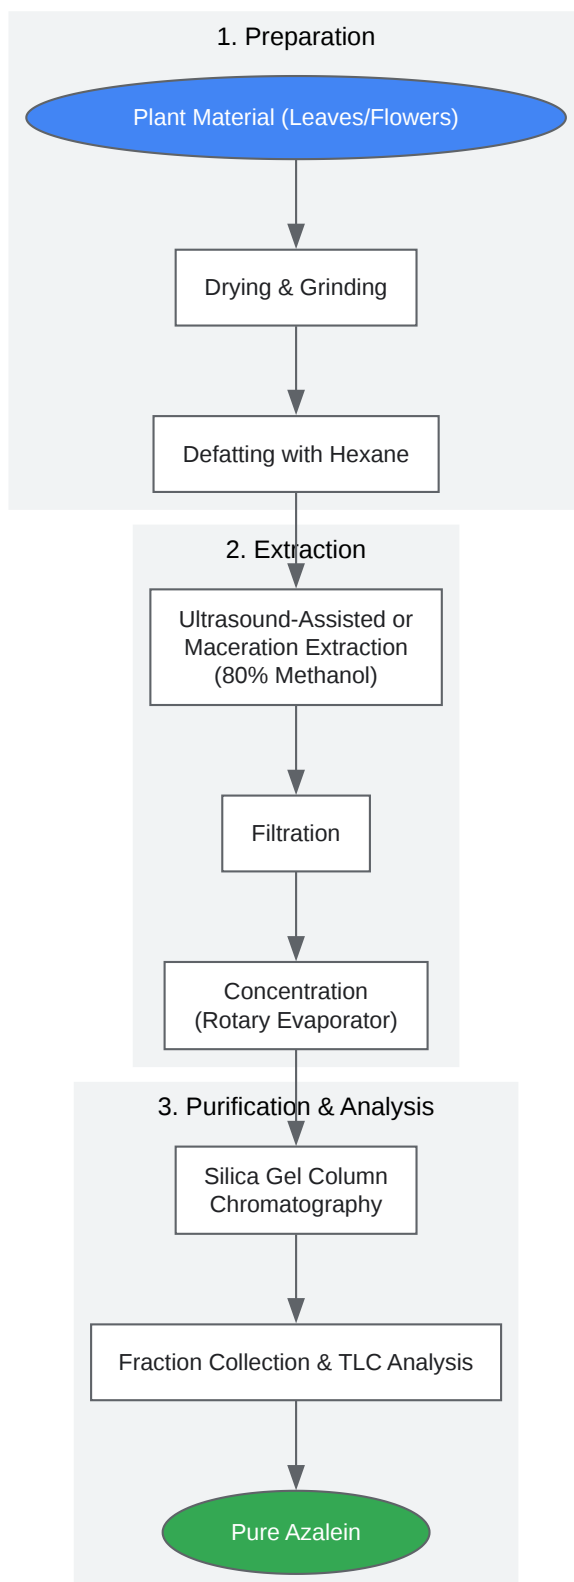 1. Preparation
Plant Material (Leaves/Flowers)
Drying & Grinding
Defatting with Hexane
2. Extraction
Ultrasound-Assisted or
Maceration Extraction
(80% Methanol)
Filtration
Concentration
(Rotary Evaporator)
3. Purification & Analysis
Silica Gel Column
Chromatography
Fraction Collection & TLC Analysis
Pure Azalein